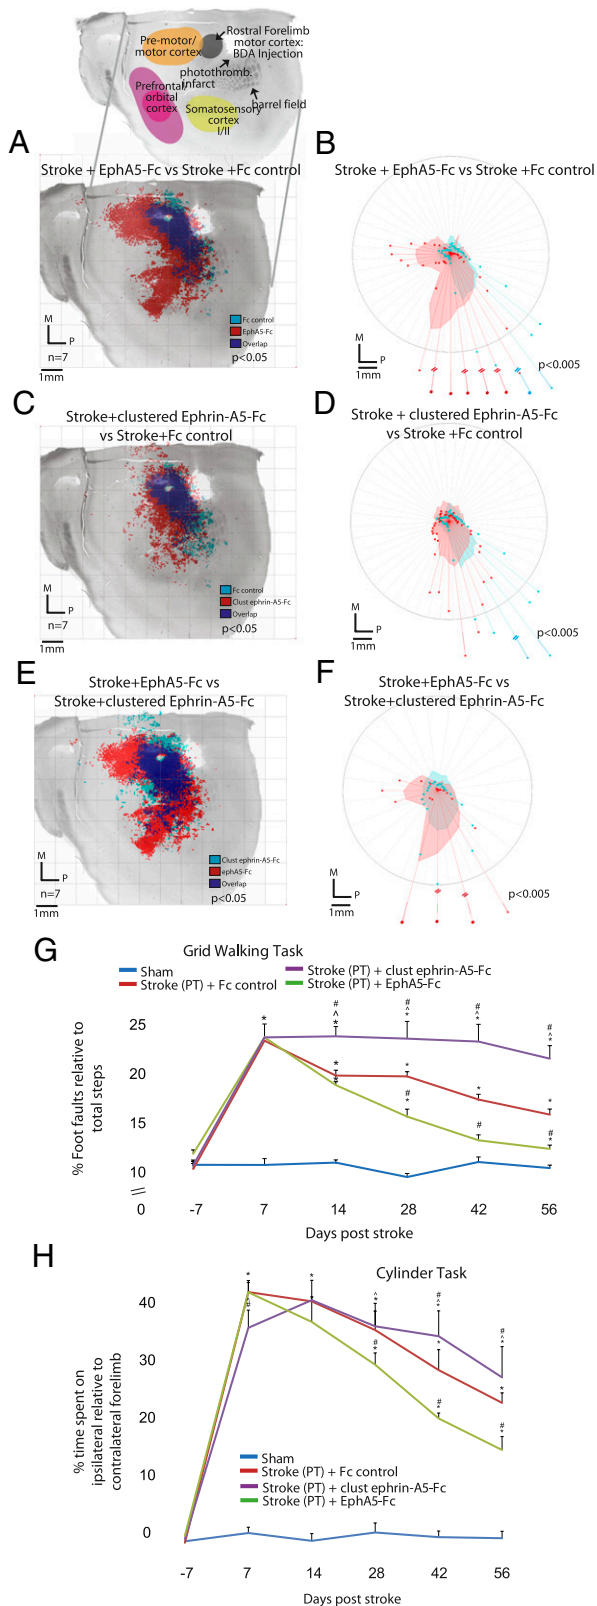 Rostral Forelimb
motor cortex:
BDA Injection
Pre-motor/
motor cortex
photothromb.
infarct
Prefrontal/
orbital
cortex
Somatosensory
cortex
I/II
barrel field
A
Stroke + EphA5-Fc vs Stroke +Fc control
Fc control
EphA5-Fc
Overlap
p<0.05
M
P
n=7
1mm
B
Stroke + EphA5-Fc vs Stroke +Fc control
M
P
1mm
p<0.005
C
Stroke+clustered Ephrin-A5-Fc
vs Stroke+Fc control
Fc control
Clust ephrin-A5-Fc
Overlap
p<0.05
M
P
n=7
1mm
D
Stroke + clustered Ephrin-A5-Fc
vs Stroke +Fc control
M
P
1mm
p<0.005
E
Stroke+EphA5-Fc vs
Stroke+clustered Ephrin-A5-Fc
Clust ephrin-A5-Fc
ephA5-Fc
Overlap
p<0.05
M
P
n=7
1mm
F
Stroke+EphA5-Fc vs
Stroke+clustered Ephrin-A5-Fc
M
P
1mm
p<0.005
G
Grid Walking Task
Sham
Stroke (PT) + Fc control
Stroke (PT) + clust ephrin-A5-Fc
Stroke (PT) + EphA5-Fc
% Foot faults relative to
total steps
25
20
15
10
0
-7
7
14
28
42
56
Days post stroke
H
Cylinder Task
% time spent on
ipsilateral relative to
contralateral forelimb
40
30
20
10
0
Sham
Stroke (PT) + Fc control
Stroke (PT) + clust ephrin-A5-Fc
Stroke (PT) + EphA5-Fc
-7
7
14
28
42
56
Days post stroke